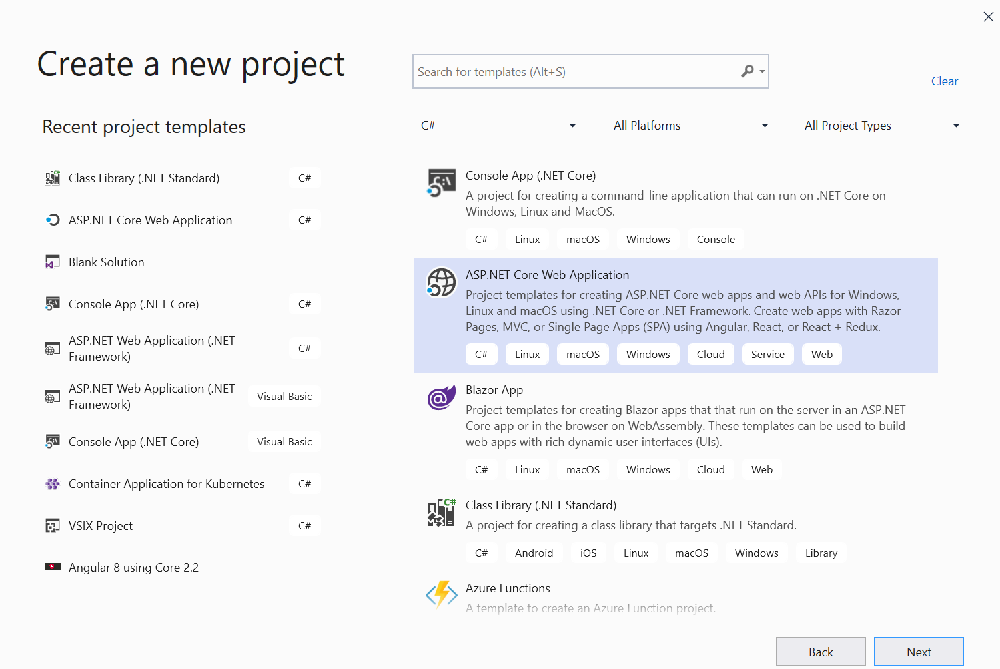 Create a new project
Search for templates (Alt+S)
Clear
Recent project templates
C#
All Platforms
All Project Types
Class Library (.NET Standard)
C#
ASP.NET Core Web Application
C#
Blank Solution
Console App (.NET Core)
C#
ASP.NET Web Application (.NET
Framework)
C#
ASP.NET Web Application (.NET
Framework)
Visual Basic
Console App (.NET Core)
Visual Basic
Container Application for Kubernetes
C#
VSIX Project
C#
Angular 8 using Core 2.2
Console App (.NET Core)
A project for creating a command-line application that can run on .NET Core on
Windows, Linux and MacOS.
C# Linux macOS Windows Console
ASP.NET Core Web Application
Project templates for creating ASP.NET Core web apps and web APIs for Windows,
Linux and macOS using .NET Core or .NET Framework. Create web apps with Razor
Pages, MVC, or Single Page Apps (SPA) using Angular, React, or React + Redux.
C# Linux macOS Windows Cloud Service Web
Blazor App
Project templates for creating Blazor apps that that run on the server in an ASP.NET
Core app or in the browser on WebAssembly. These templates can be used to build
web apps with rich dynamic user interfaces (UIs).
C# Linux macOS Windows Cloud Web
Class Library (.NET Standard)
A project for creating a class library that targets .NET Standard.
C# Android iOS Linux macOS Windows Library
Azure Functions
A template to create an Azure Function project.
Back
Next